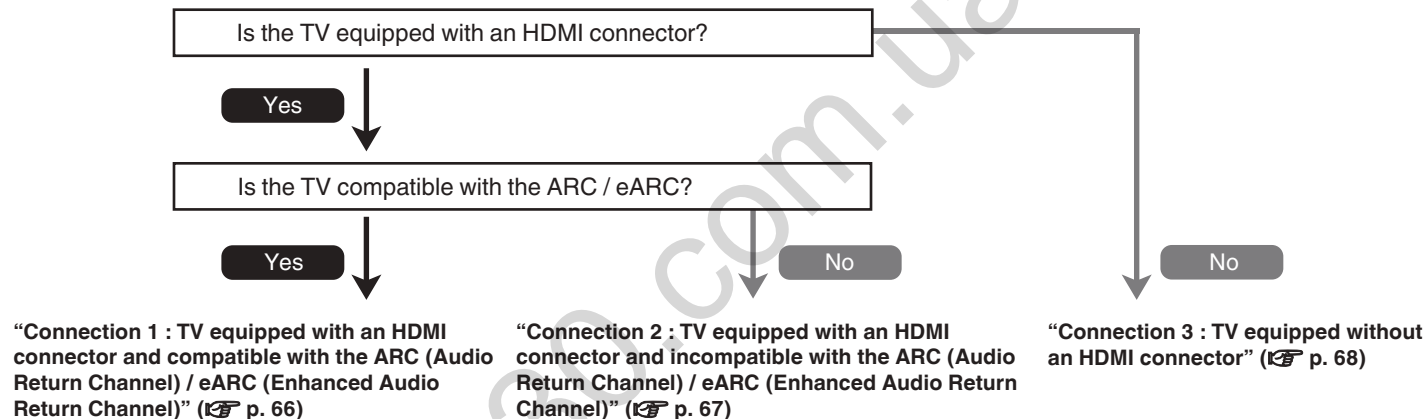 Is the TV equipped with an HDMI connector?
Yes
Is the TV compatible with the ARC / eARC?
Yes
No
No
“Connection 1 : TV equipped with an HDMI
connector and compatible with the ARC (Audio
Return Channel) / eARC (Enhanced Audio
Return Channel)” (☞ p. 66)
“Connection 2 : TV equipped with an HDMI
connector and incompatible with the ARC (Audio
Return Channel) / eARC (Enhanced Audio Return
Channel)” (☞ p. 67)
“Connection 3 : TV equipped without
an HDMI connector” (☞ p. 68)
30.com.ua